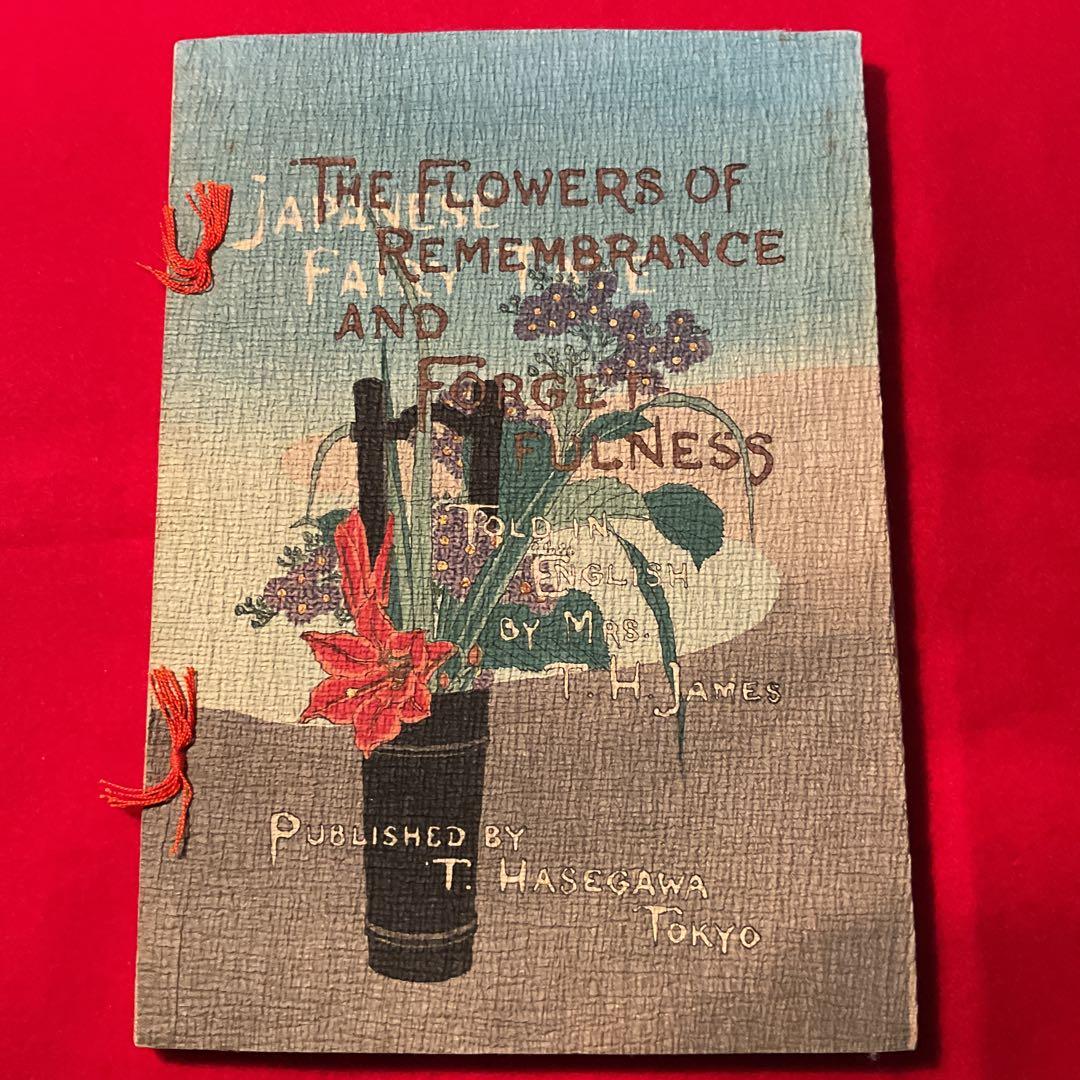 THE FLOWERS OF
JAPANESE
REMEMBRANCE
FAIRY TALE
AND
FORGET
FULNESS
TOLD IN
ENGLISH
BY MRS.
T. H. JAMES
PUBLISHED BY
T. HASEGAWA
TOKYO